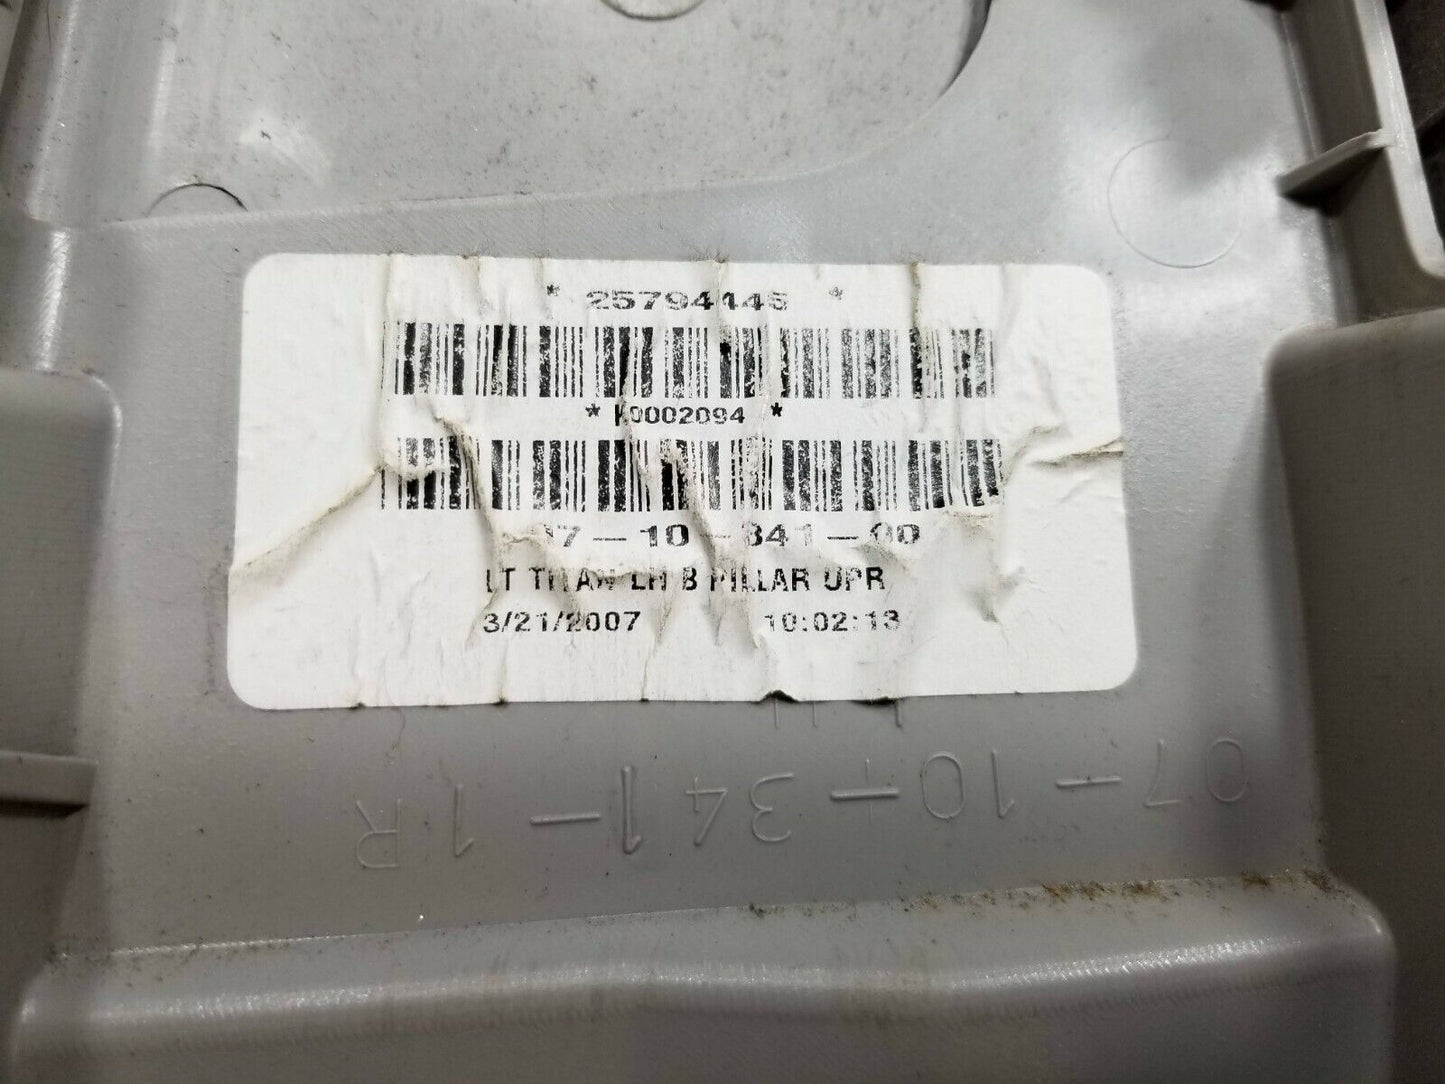 * 25794445 *
* K0002094 *
07-10-341-00
LT TITAN LH B PILLAR UPR
3/21/2007 10:02:13
07-10-341-1R